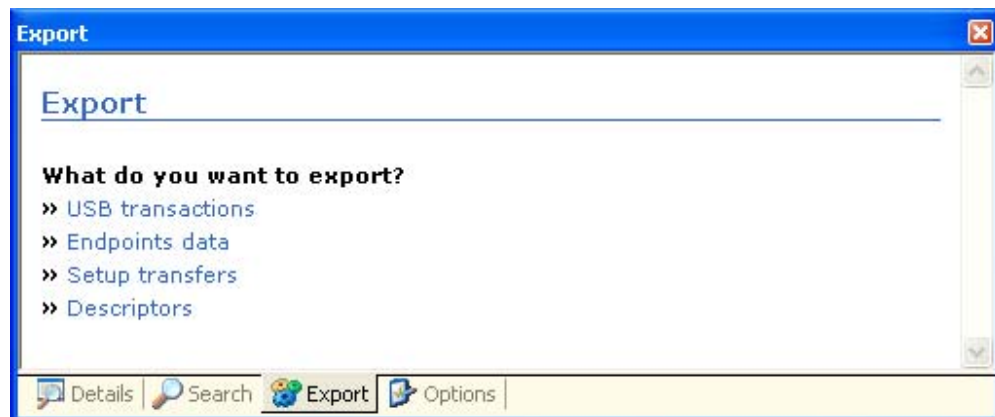 Export
Export
What do you want to export?
» USB transactions
» Endpoints data
» Setup transfers
» Descriptors
Details Search Export Options